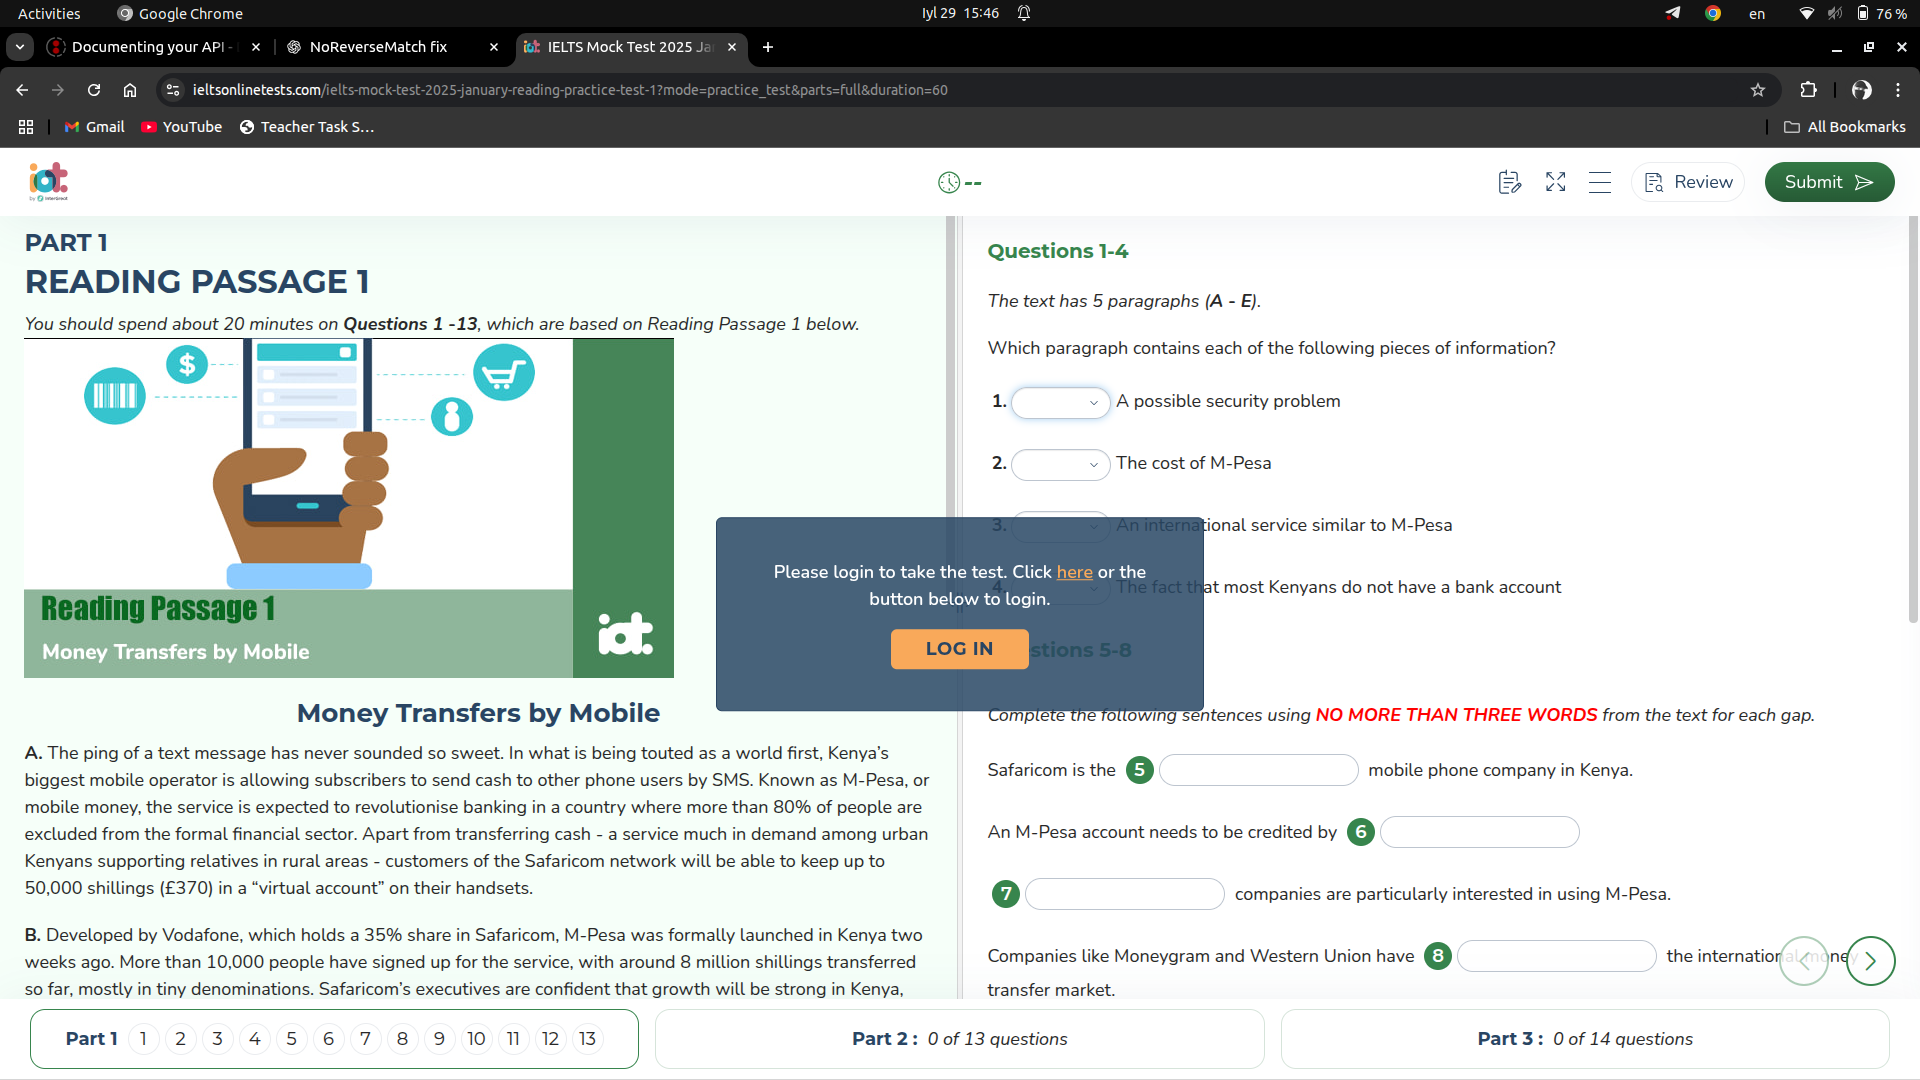 Activities
Google Chrome
Iyl 29 15:46
en
76 %
Documenting your API -
NoReverseMatch fix
IELTS Mock Test 2025 Ja
ieltsonlinetests.com/ielts-mock-test-2025-january-reading-practice-test-1?mode=practice_test&parts=full&duration=60
Gmail
YouTube
Teacher Task S...
All Bookmarks
iot.
--
Review
Submit
PART 1
READING PASSAGE 1
You should spend about 20 minutes on Questions 1 -13, which are based on Reading Passage 1 below.
$
Reading Passage 1
Money Transfers by Mobile
iot.
Money Transfers by Mobile
A. The ping of a text message has never sounded so sweet. In what is being touted as a world first, Kenya’s
biggest mobile operator is allowing subscribers to send cash to other phone users by SMS. Known as M-Pesa, or
mobile money, the service is expected to revolutionise banking in a country where more than 80% of people are
excluded from the formal financial sector. Apart from transferring cash - a service much in demand among urban
Kenyans supporting relatives in rural areas - customers of the Safaricom network will be able to keep up to
50,000 shillings (£370) in a “virtual account” on their handsets.
B. Developed by Vodafone, which holds a 35% share in Safaricom, M-Pesa was formally launched in Kenya two
weeks ago. More than 10,000 people have signed up for the service, with around 8 million shillings transferred
so far, mostly in tiny denominations. Safaricom’s executives are confident that growth will be strong in Kenya,
Questions 1-4
The text has 5 paragraphs (A - E).
Which paragraph contains each of the following pieces of information?
1. A possible security problem
2. The cost of M-Pesa
3. An international service similar to M-Pesa
4. The fact that most Kenyans do not have a bank account
Please login to take the test. Click here or the
button below to login.
LOG IN
stions 5-8
Complete the following sentences using NO MORE THAN THREE WORDS from the text for each gap.
Safaricom is the 5 mobile phone company in Kenya.
An M-Pesa account needs to be credited by 6
7 companies are particularly interested in using M-Pesa.
Companies like Moneygram and Western Union have 8 the international money
transfer market.
Part 1 1 2 3 4 5 6 7 8 9 10 11 12 13
Part 2 : 0 of 13 questions
Part 3 : 0 of 14 questions